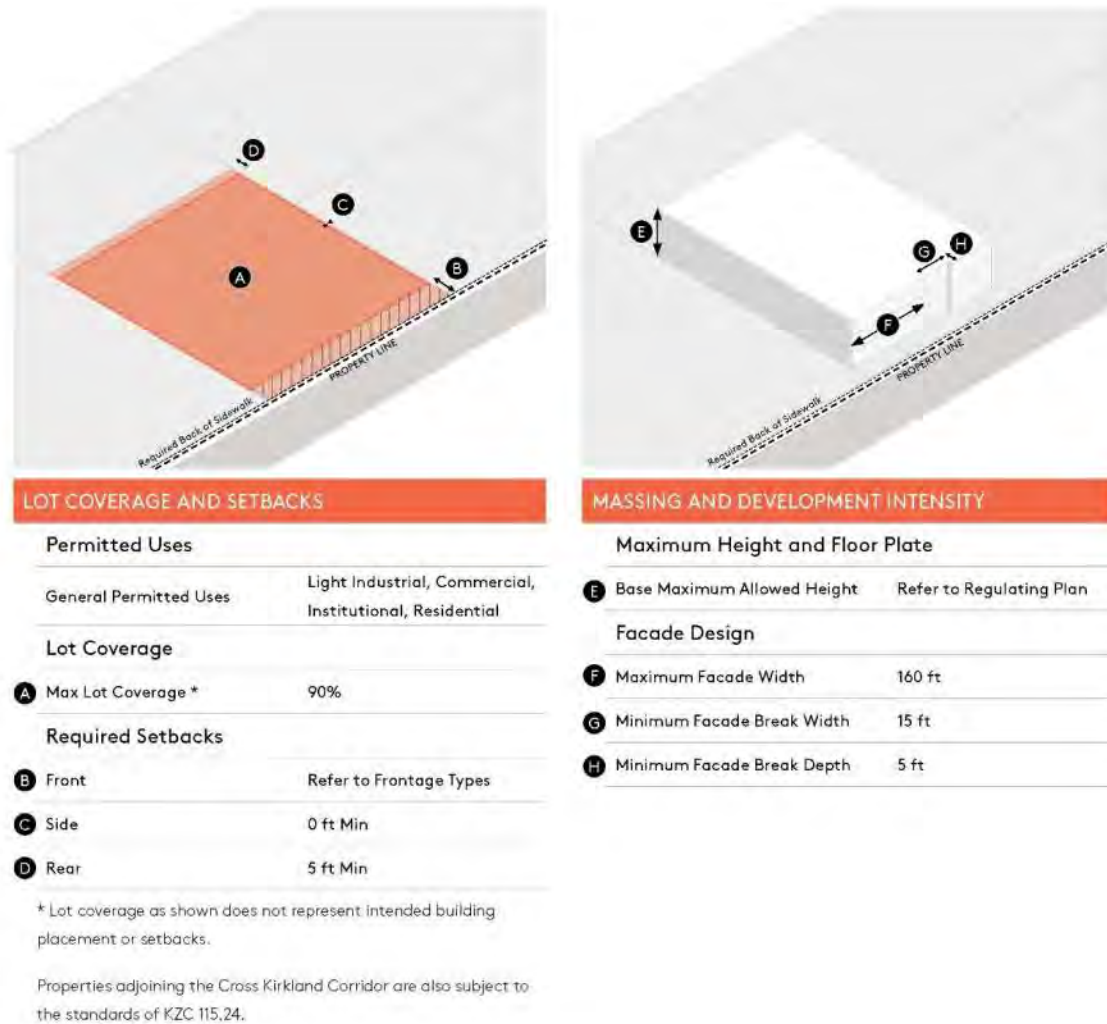 D
C
B
A
PROPERTY LINE
Required Back of Sidewalk
LOT COVERAGE AND SETBACKS
Permitted Uses
General Permitted Uses Light Industrial, Commercial,
Institutional, Residential
Lot Coverage
A Max Lot Coverage * 90%
Required Setbacks
B Front Refer to Frontage Types
C Side 0 ft Min
D Rear 5 ft Min
* Lot coverage as shown does not represent intended building
placement or setbacks.
Properties adjoining the Cross Kirkland Corridor are also subject to
the standards of KZC 115.24.
E
G
H
F
PROPERTY LINE
Required Back of Sidewalk
MASSING AND DEVELOPMENT INTENSITY
Maximum Height and Floor Plate
E Base Maximum Allowed Height Refer to Regulating Plan
Facade Design
F Maximum Facade Width 160 ft
G Minimum Facade Break Width 15 ft
H Minimum Facade Break Depth 5 ft